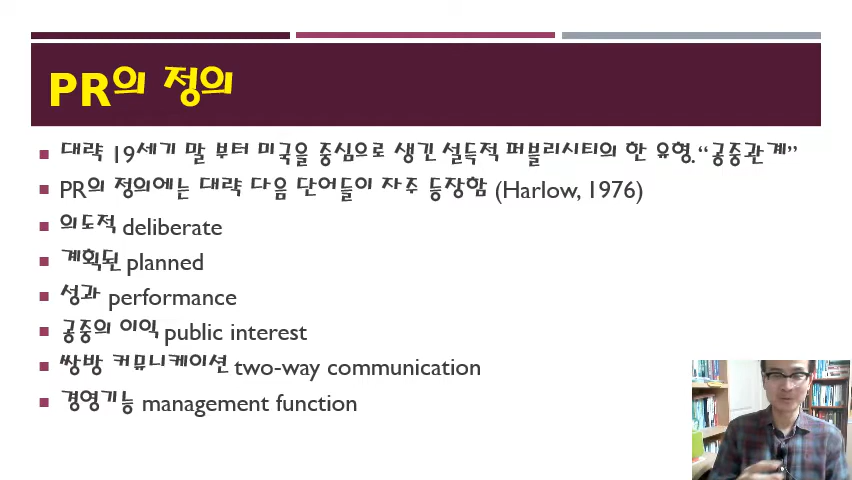 PR의 정의
대략 19세기 말 부터 미국을 중심으로 생긴 설득적 퍼블리시티의 한 유형.“공중관계”
PR의 정의에는 대략 다음 단어들이 자주 등장함 (Harlow, 1976)
의도적 deliberate
계획된 planned
성과 performance
공중의 이익 public interest
쌍방 커뮤니케이션 two-way communication
경영기능 management function